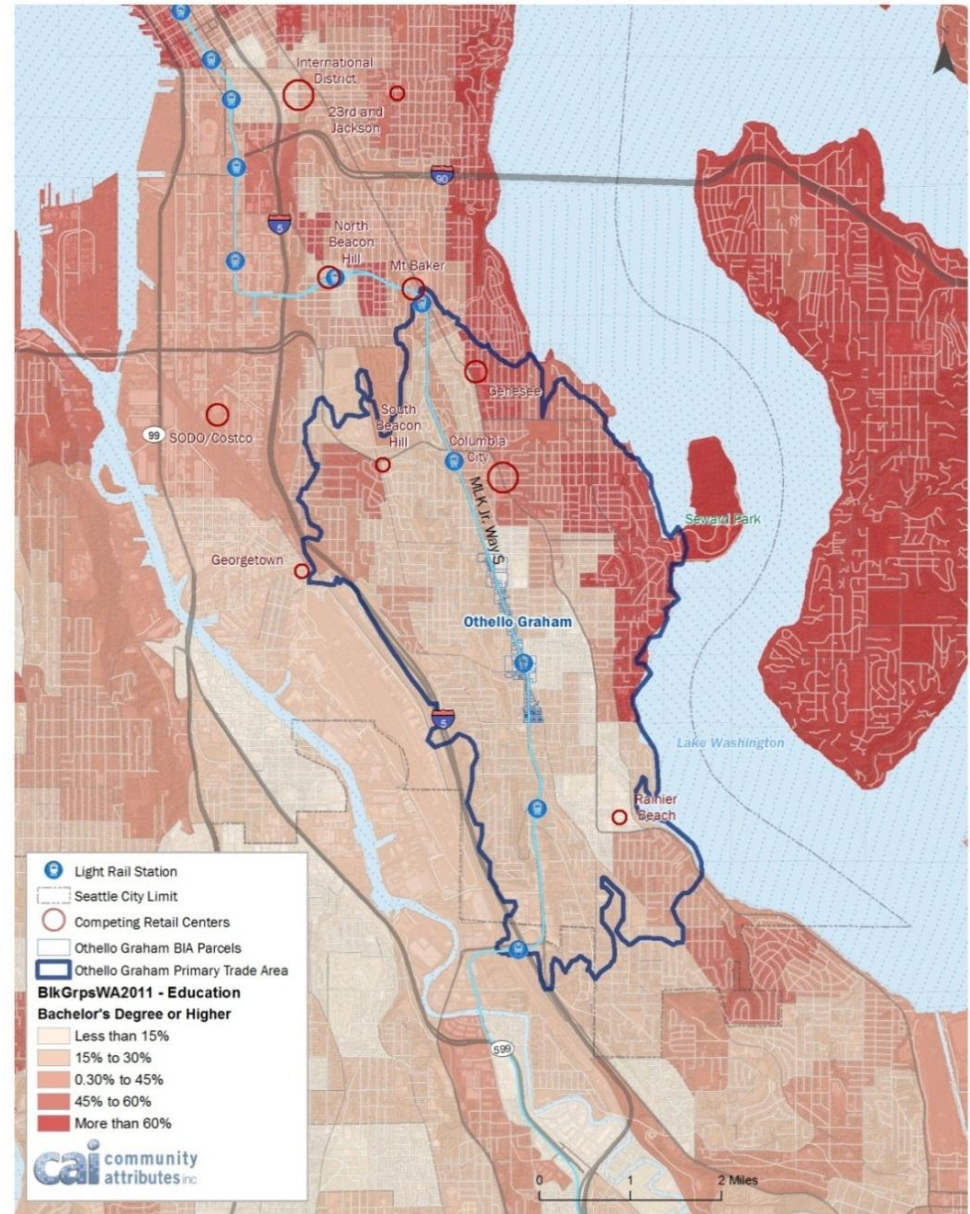 International
District
23rd and
Jackson
90
5
North
Beacon
Hill
Mt Baker
Genesee
South
Beacon
Hill
99
SODO/Costco
Columbia
City
MLK Jr. Way S
Seward Park
Georgetown
Othello Graham
5
Lake Washington
Rainier
Beach
599
Light Rail Station
Seattle City Limit
Competing Retail Centers
Othello Graham BIA Parcels
Othello Graham Primary Trade Area
BlkGrpsWA2011 - Education
Bachelor's Degree or Higher
Less than 15%
15% to 30%
0.30% to 45%
45% to 60%
More than 60%
cai community
attributes inc
0 1 2 Miles